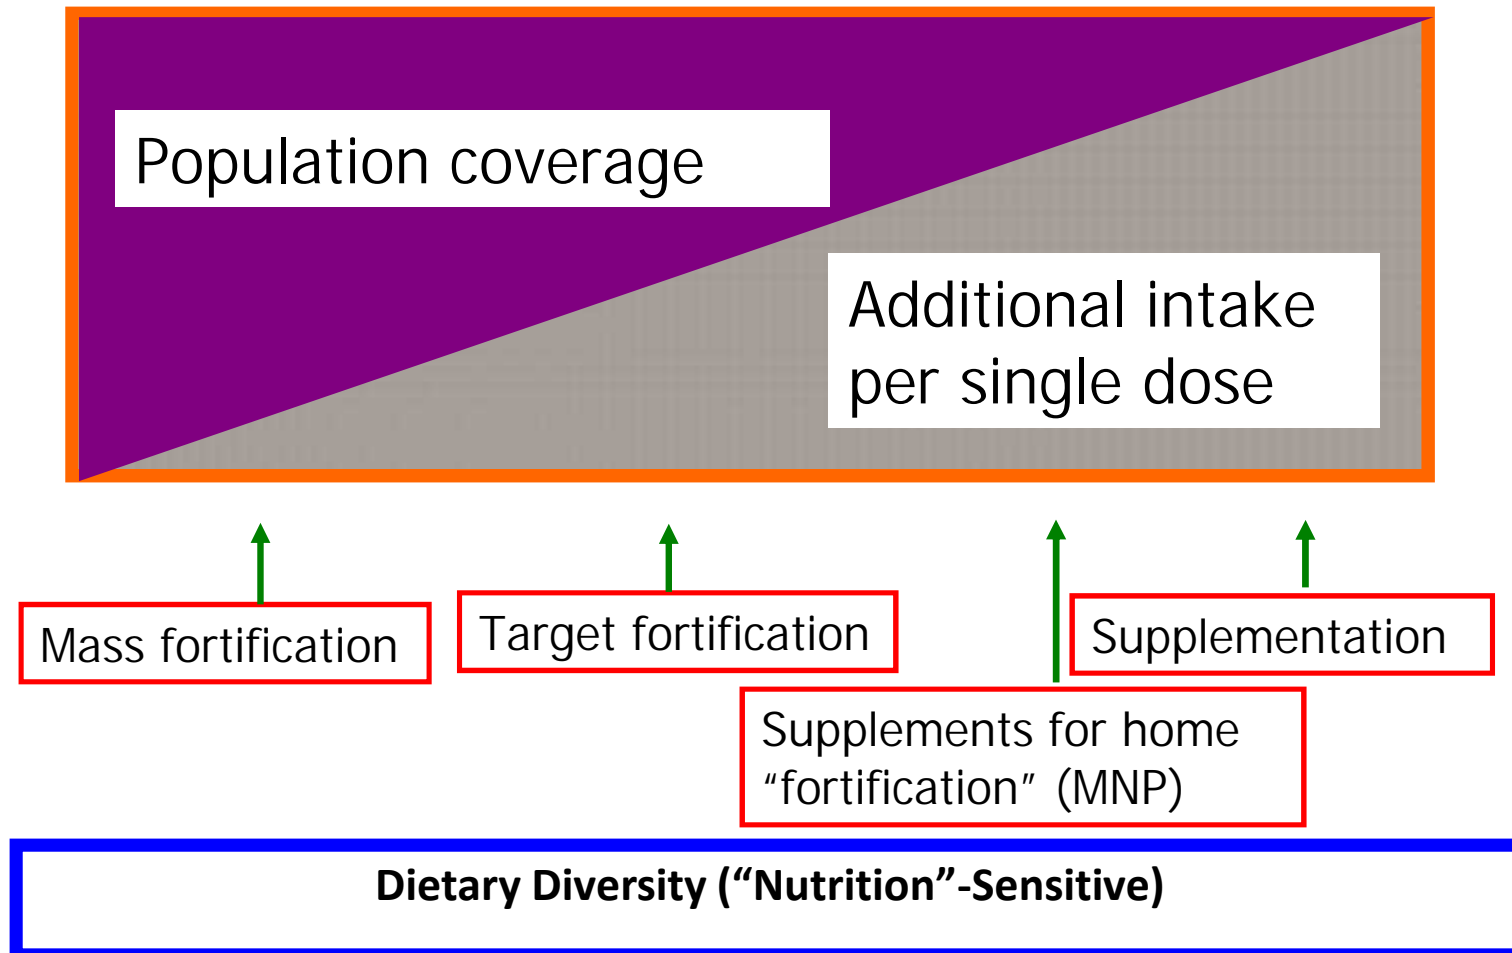 Population coverage
Additional intake
per single dose
Mass fortification
Target fortification
Supplementation
Supplements for home
“fortification” (MNP)
Dietary Diversity (“Nutrition”-Sensitive)